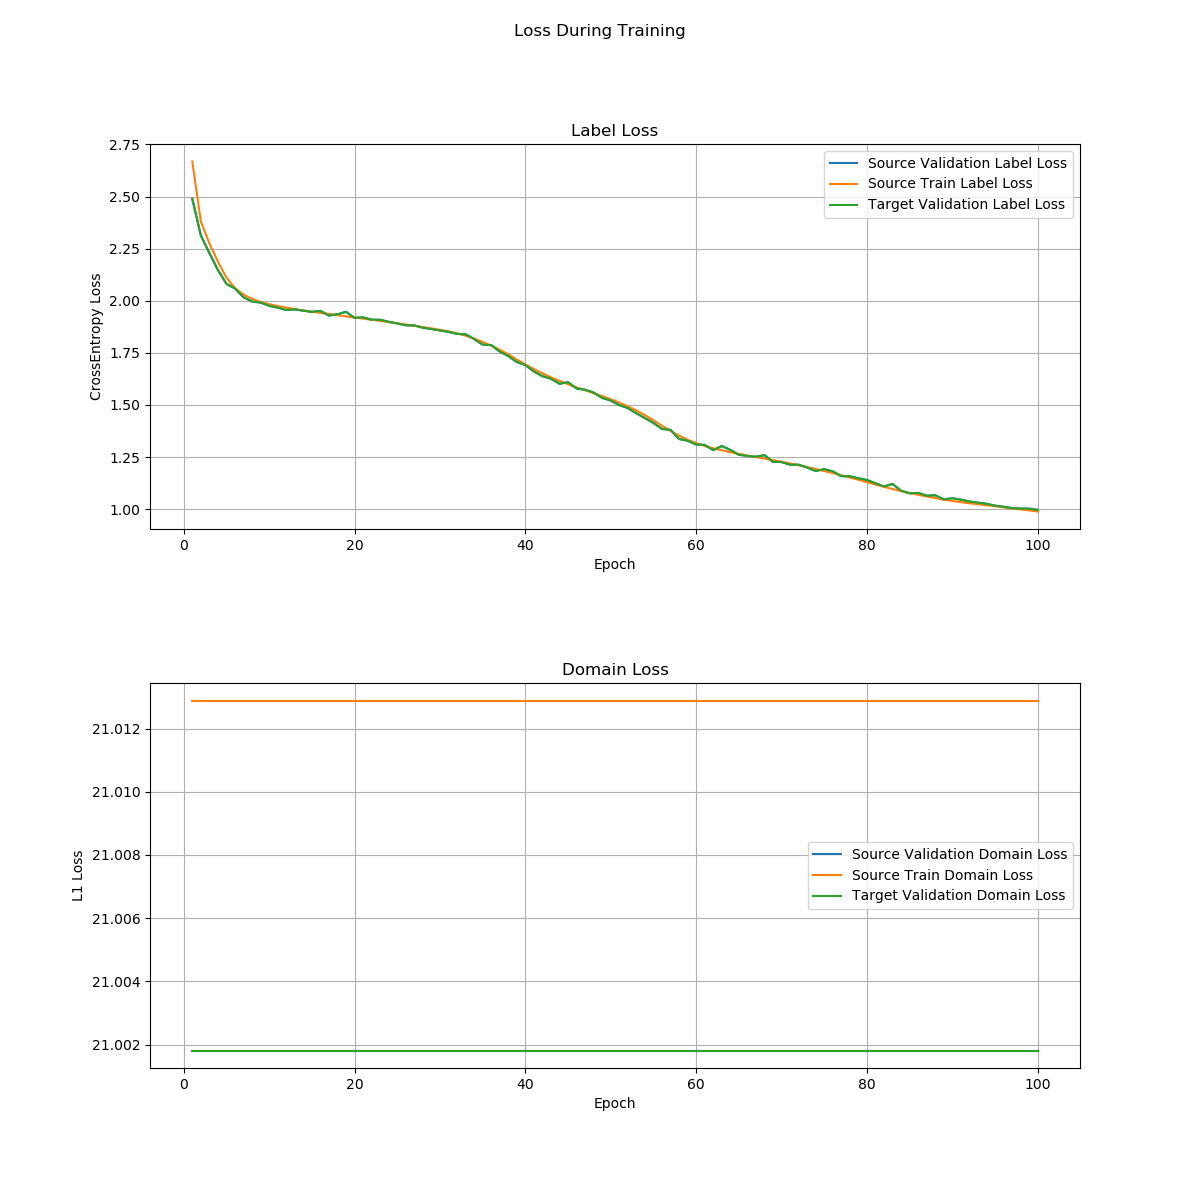 Loss During Training
Label Loss
2.75
2.50
2.25
2.00
1.75
1.50
1.25
1.00
CrossEntropy Loss
Source Validation Label Loss
Source Train Label Loss
Target Validation Label Loss
0 20 40 60 80 100
Epoch
Domain Loss
21.012
21.010
21.008
21.006
21.004
21.002
L1 Loss
Source Validation Domain Loss
Source Train Domain Loss
Target Validation Domain Loss
0 20 40 60 80 100
Epoch